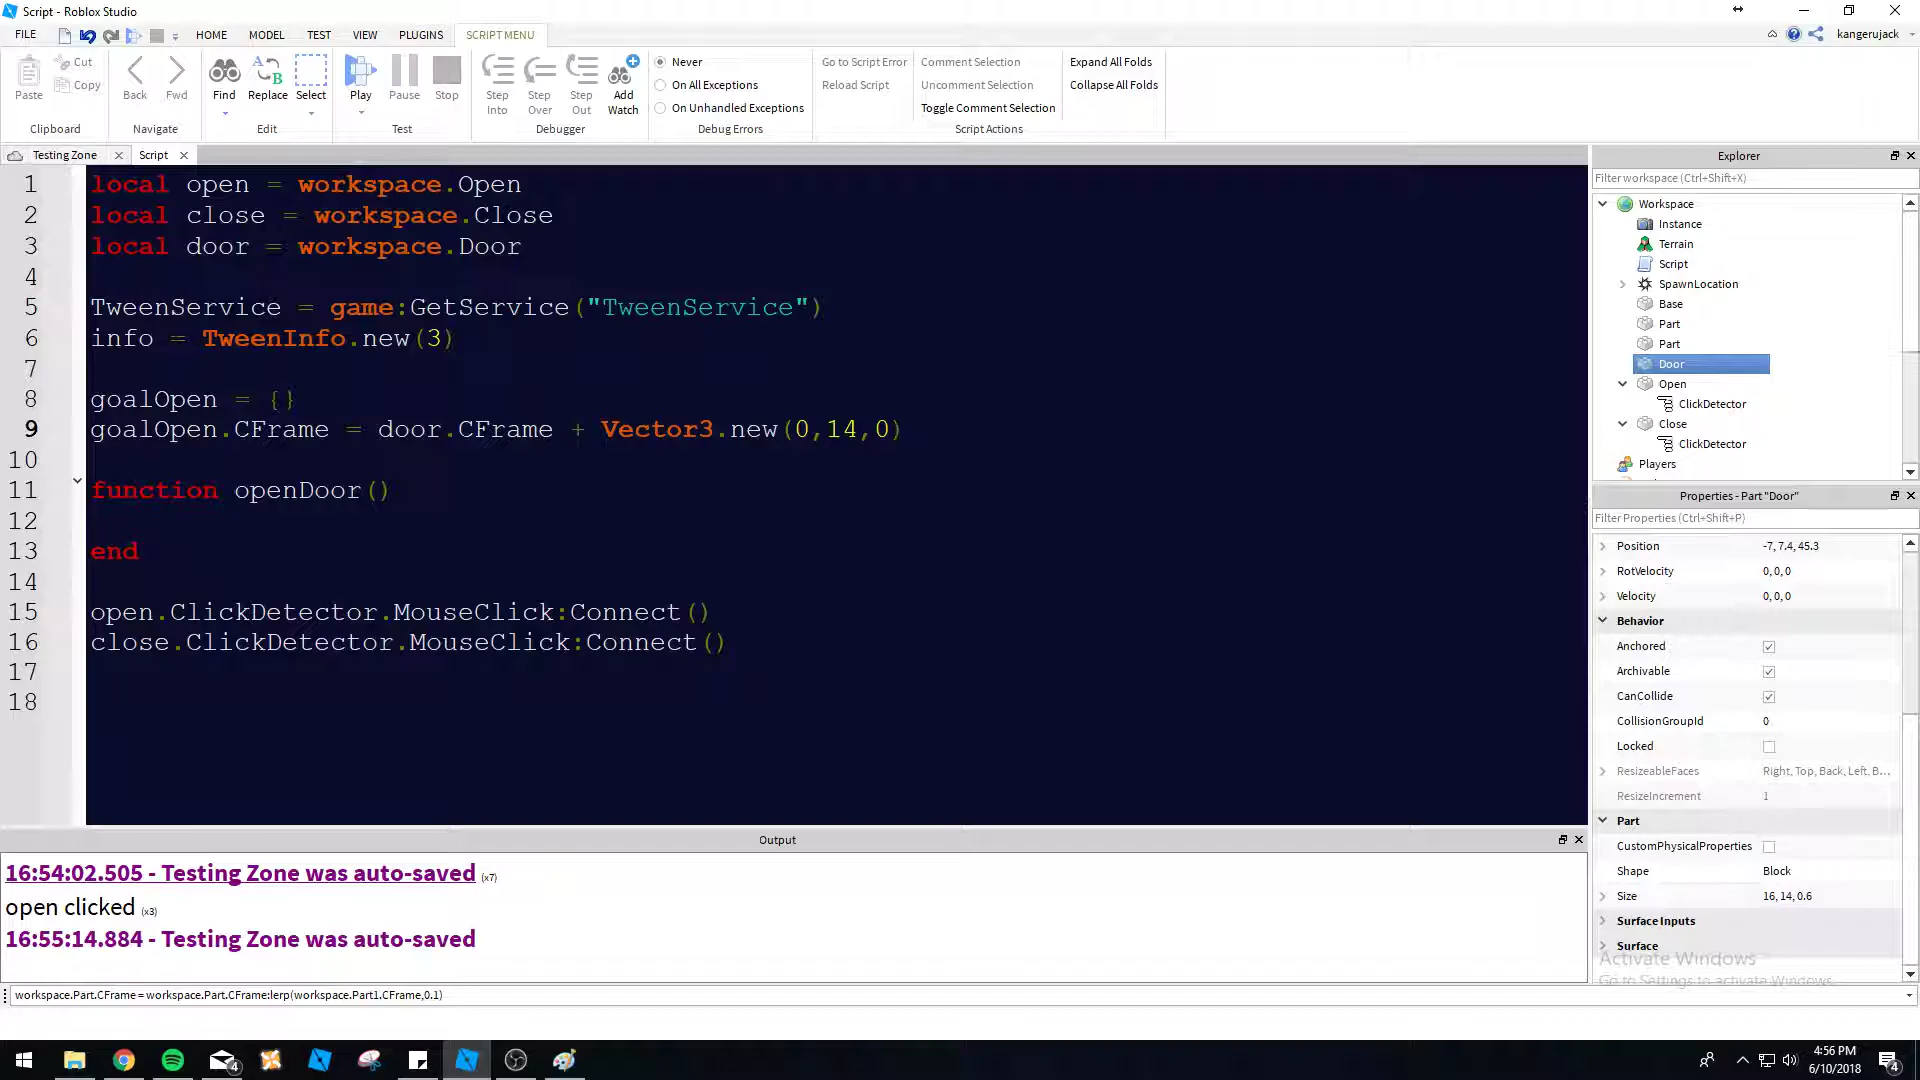 Script - Roblox Studio
FILE HOME MODEL TEST VIEW PLUGINS SCRIPT MENU kangerujack
Paste Cut Copy Clipboard
Back Fwd Navigate
Find Replace Select Edit
Play Pause Stop Test
Step Into Step Over Step Out Add Watch Debugger
Never
On All Exceptions
On Unhandled Exceptions
Debug Errors
Go to Script Error
Reload Script
Comment Selection
Uncomment Selection
Toggle Comment Selection
Script Actions
Expand All Folds
Collapse All Folds
Testing Zone Script
1 local open = workspace.Open
2 local close = workspace.Close
3 local door = workspace.Door
4
5 TweenService = game:GetService("TweenService")
6 info = TweenInfo.new(3)
7
8 goalOpen = {}
9 goalOpen.CFrame = door.CFrame + Vector3.new(0,14,0)
10
11 function openDoor()
12
13 end
14
15 open.ClickDetector.MouseClick:Connect()
16 close.ClickDetector.MouseClick:Connect()
17
18
Output
16:54:02.505 - Testing Zone was auto-saved (x7)
open clicked (x3)
16:55:14.884 - Testing Zone was auto-saved
workspace.Part.CFrame = workspace.Part.CFrame:lerp(workspace.Part1.CFrame,0.1)
Explorer
Filter workspace (Ctrl+Shift+X)
Workspace
Instance
Terrain
Script
SpawnLocation
Base
Part
Part
Door
Open
ClickDetector
Close
ClickDetector
Players
Properties - Part "Door"
Filter Properties (Ctrl+Shift+P)
Position -7, 7.4, 45.3
RotVelocity 0, 0, 0
Velocity 0, 0, 0
Behavior
Anchored
Archivable
CanCollide
CollisionGroupId 0
Locked
ResizeableFaces Right, Top, Back, Left, B...
ResizeIncrement 1
Part
CustomPhysicalProperties
Shape Block
Size 16, 14, 0.6
Surface Inputs
Surface
Activate Windows
Go to Settings to activate Windows.
4
4:56 PM
6/10/2018
4